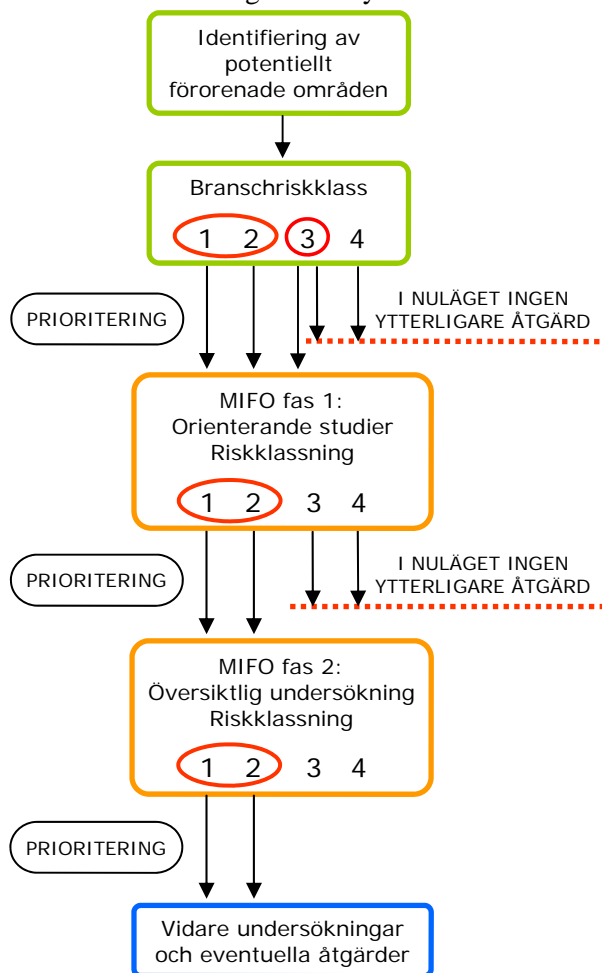 Identifiering av
potentiellt
förorenade områden
Branschriskklass
1 2 3 4
PRIORITERING
I NULÄGET INGEN
YTTERLIGARE ÅTGÄRD
MIFO fas 1:
Orienterande studier
Riskklassning
1 2 3 4
PRIORITERING
I NULÄGET INGEN
YTTERLIGARE ÅTGÄRD
MIFO fas 2:
Översiktlig undersökning
Riskklassning
1 2 3 4
PRIORITERING
Vidare undersökningar
och eventuella åtgärder